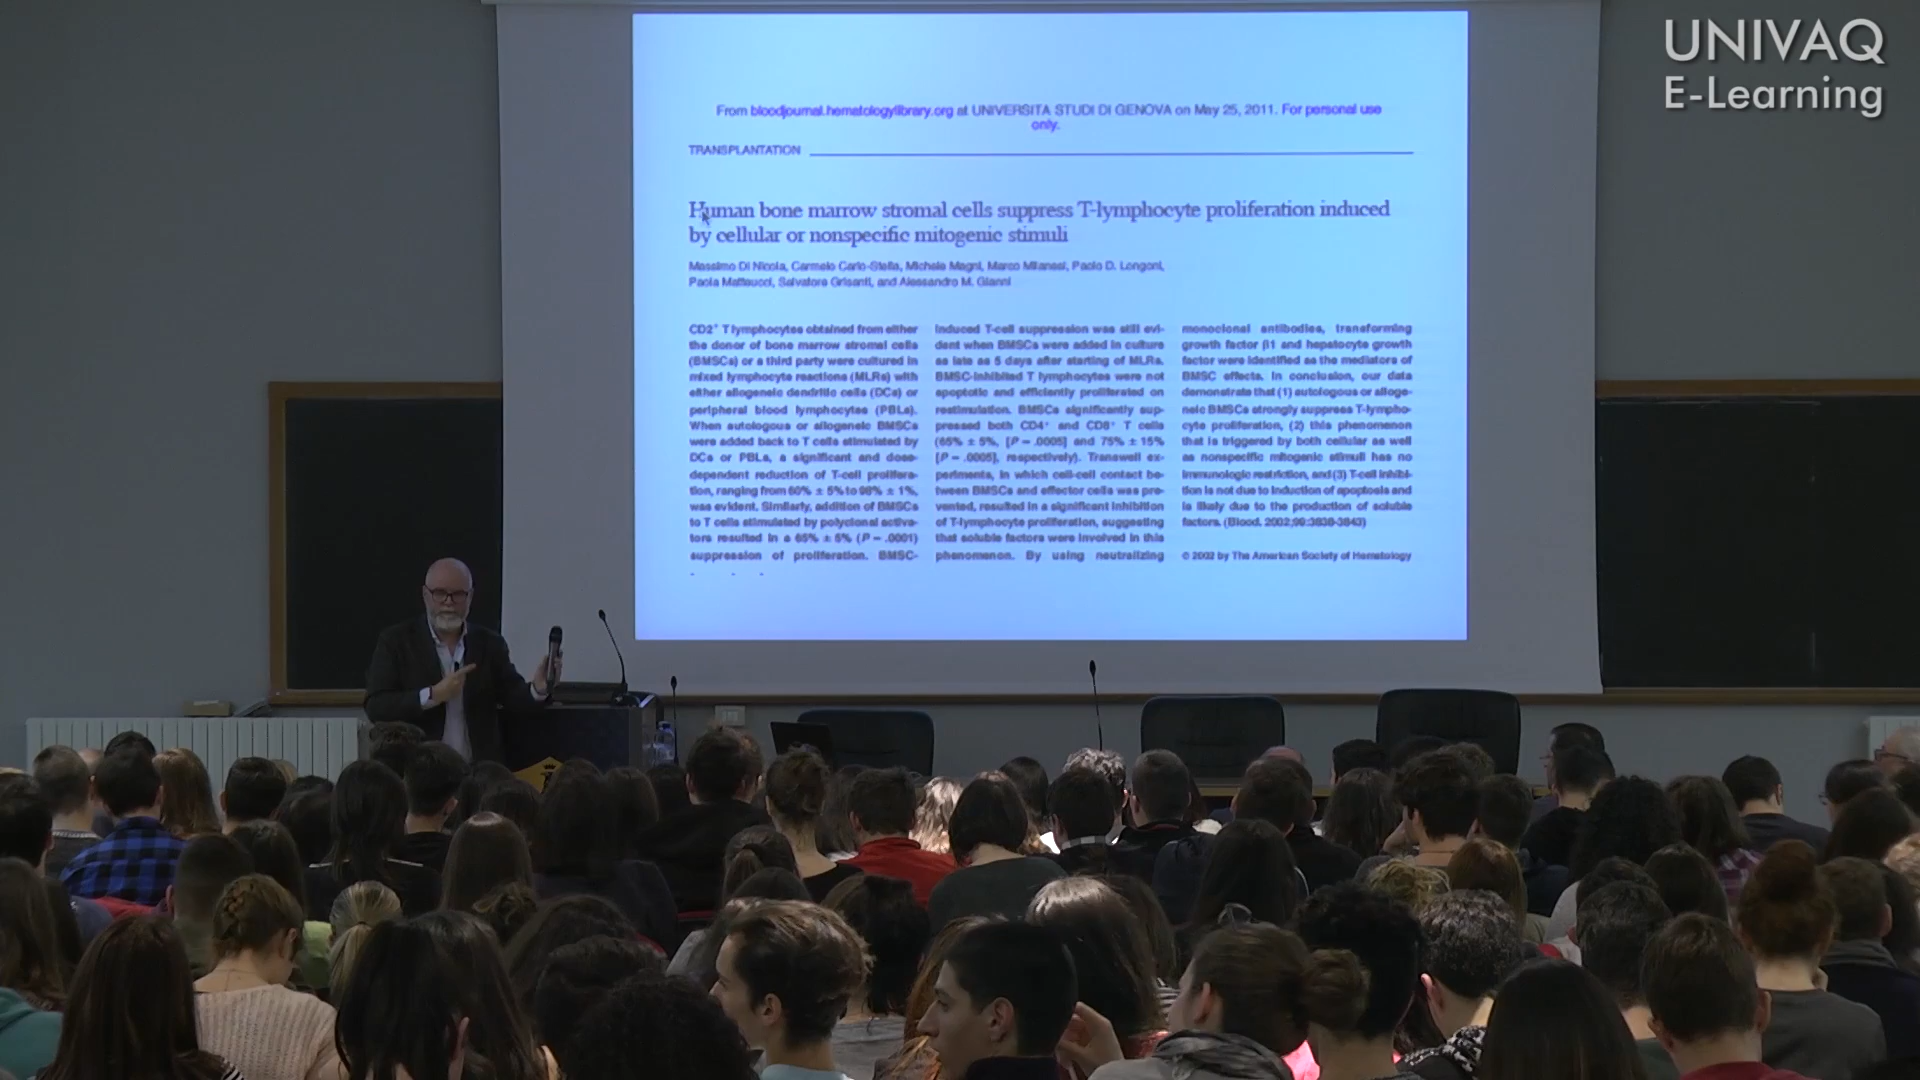 UNIVAQ
E-Learning
From bloodjournal.hematologylibrary.org at UNIVERSITA STUDI DI GENOVA on May 25, 2011. For personal use
only.
TRANSPLANTATION
Human bone marrow stromal cells suppress T-lymphocyte proliferation induced
by cellular or nonspecific mitogenic stimuli
Massimo Di Nicola, Carmelo Carlo-Stella, Michele Magni, Marco Milanesi, Paolo D. Longoni,
Paola Matteucci, Salvatore Grisanti, and Alessandro M. Gianni
CD2⁺ T lymphocytes obtained from either
the donor of bone marrow stromal cells
(BMSCs) or a third party were cultured in
mixed lymphocyte reactions (MLRs) with
either allogeneic dendritic cells (DCs) or
peripheral blood lymphocytes (PBLs).
When autologous or allogeneic BMSCs
were added back to T cells stimulated by
DCs or PBLs, a significant and dose-
dependent reduction of T-cell prolifera-
tion, ranging from 60% ± 5% to 98% ± 1%,
was evident. Similarly, addition of BMSCs
to T cells stimulated by polyclonal activa-
tors resulted in a 65% ± 5% (P = .0001)
suppression of proliferation. BMSC-
induced T-cell suppression was still evi-
dent when BMSCs were added in culture
as late as 5 days after starting of MLRs.
BMSC-inhibited T lymphocytes were not
apoptotic and efficiently proliferated on
restimulation. BMSCs significantly sup-
pressed both CD4⁺ and CD8⁺ T cells
(65% ± 5%, [P = .0005] and 75% ± 15%
[P = .0005], respectively). Transwell ex-
periments, in which cell-cell contact be-
tween BMSCs and effector cells was pre-
vented, resulted in a significant inhibition
of T-lymphocyte proliferation, suggesting
that soluble factors were involved in this
phenomenon. By using neutralizing
monoclonal antibodies, transforming
growth factor β1 and hepatocyte growth
factor were identified as the mediators of
BMSC effects. In conclusion, our data
demonstrate that (1) autologous or alloge-
neic BMSCs strongly suppress T-lympho-
cyte proliferation, (2) this phenomenon
that is triggered by both cellular as well
as nonspecific mitogenic stimuli has no
immunologic restriction, and (3) T-cell inhibi-
tion is not due to induction of apoptosis and
is likely due to the production of soluble
factors. (Blood. 2002;99:3838-3843)
© 2002 by The American Society of Hematology